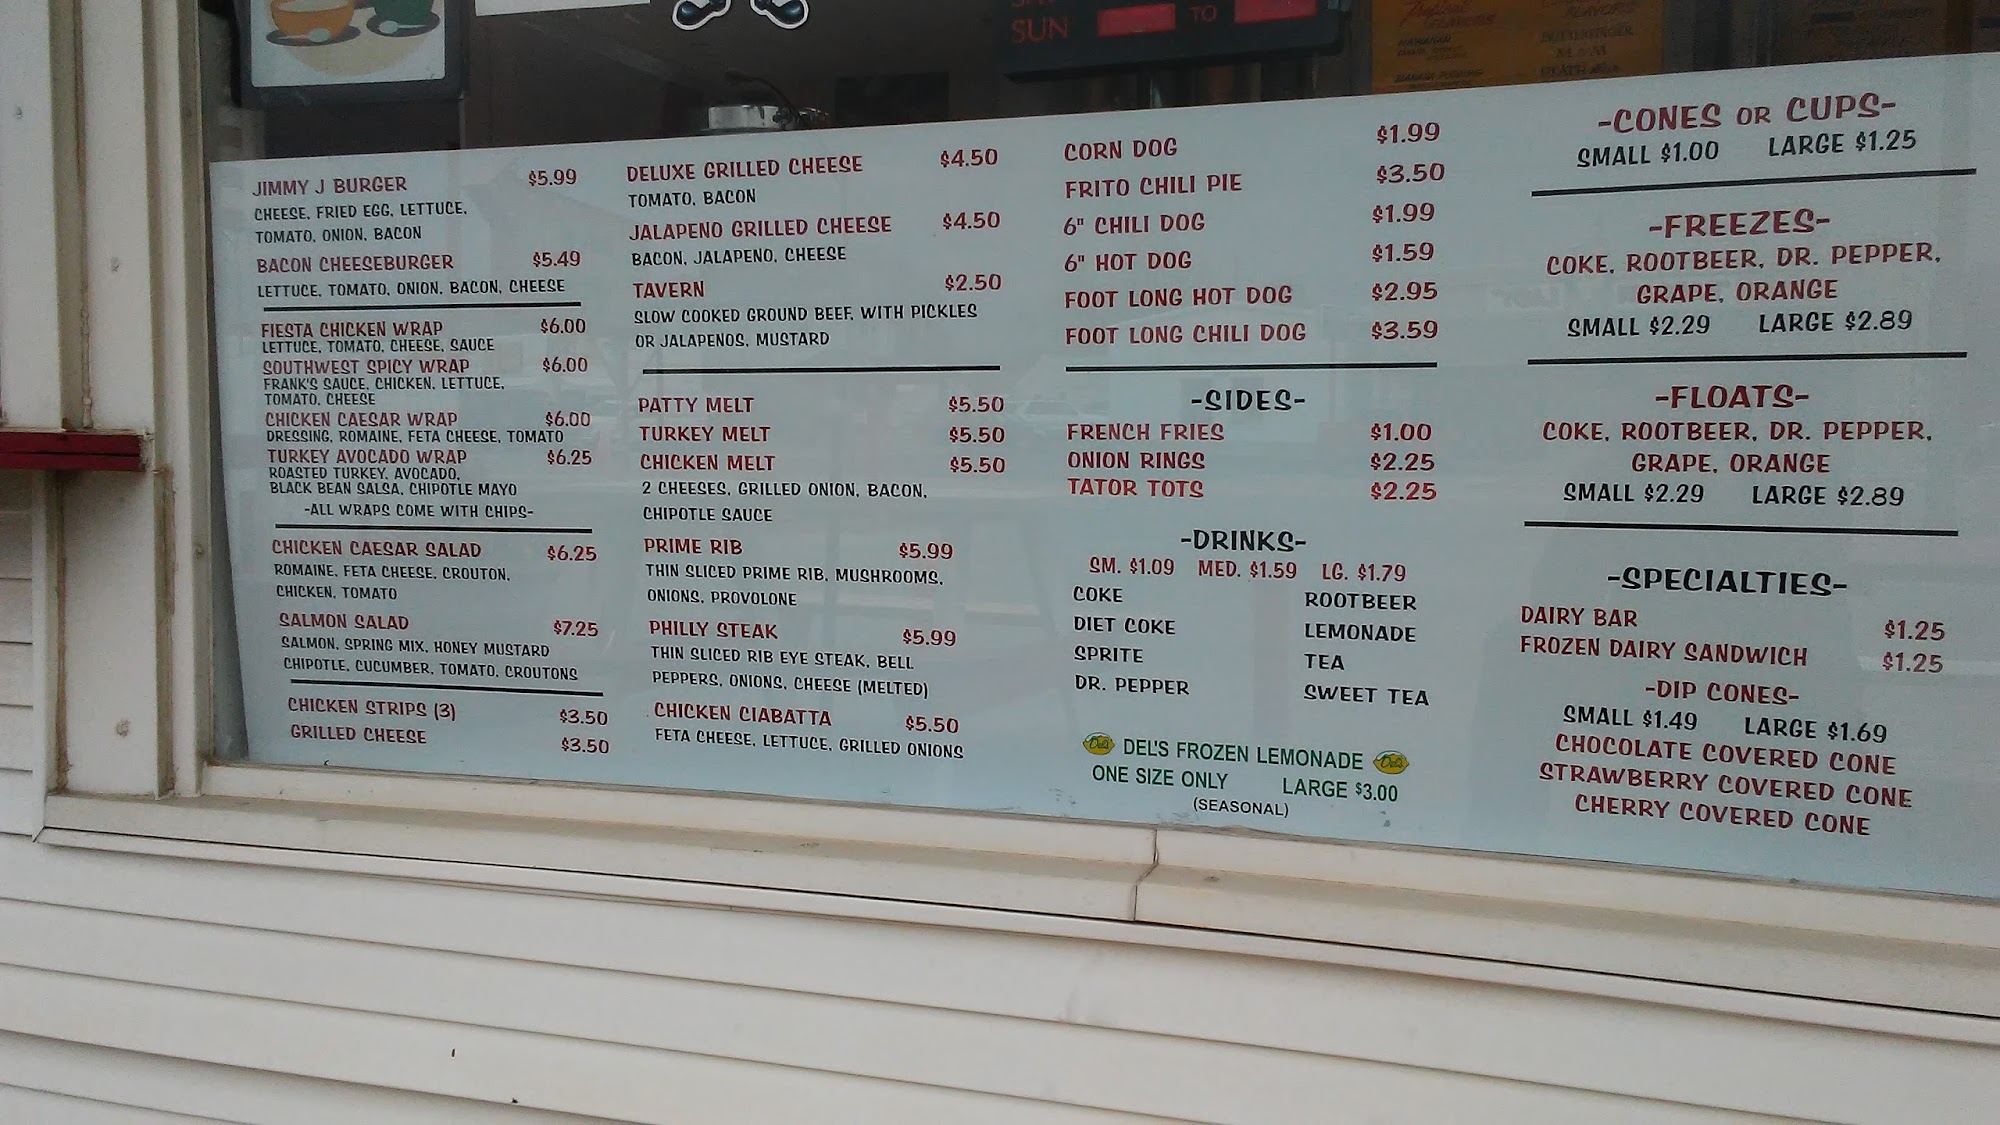 SUN TO
JIMMY J BURGER $5.99
CHEESE, FRIED EGG, LETTUCE,
TOMATO, ONION, BACON
BACON CHEESEBURGER $5.49
LETTUCE, TOMATO, ONION, BACON, CHEESE
FIESTA CHICKEN WRAP $6.00
LETTUCE, TOMATO, CHEESE, SAUCE
SOUTHWEST SPICY WRAP $6.00
FRANK'S SAUCE, CHICKEN, LETTUCE,
TOMATO, CHEESE
CHICKEN CAESAR WRAP $6.00
DRESSING, ROMAINE, FETA CHEESE, TOMATO
TURKEY AVOCADO WRAP $6.25
ROASTED TURKEY, AVOCADO,
BLACK BEAN SALSA, CHIPOTLE MAYO
-ALL WRAPS COME WITH CHIPS-
CHICKEN CAESAR SALAD $6.25
ROMAINE, FETA CHEESE, CROUTON,
CHICKEN, TOMATO
SALMON SALAD $7.25
SALMON, SPRING MIX, HONEY MUSTARD
CHIPOTLE, CUCUMBER, TOMATO, CROUTONS
CHICKEN STRIPS (3) $3.50
GRILLED CHEESE $3.50
DELUXE GRILLED CHEESE $4.50
TOMATO, BACON
JALAPENO GRILLED CHEESE $4.50
BACON, JALAPENO, CHEESE
TAVERN $2.50
SLOW COOKED GROUND BEEF, WITH PICKLES
OR JALAPENOS, MUSTARD
PATTY MELT $5.50
TURKEY MELT $5.50
CHICKEN MELT $5.50
2 CHEESES, GRILLED ONION, BACON,
CHIPOTLE SAUCE
PRIME RIB $5.99
THIN SLICED PRIME RIB, MUSHROOMS,
ONIONS, PROVOLONE
PHILLY STEAK $5.99
THIN SLICED RIB EYE STEAK, BELL
PEPPERS, ONIONS, CHEESE (MELTED)
CHICKEN CIABATTA $5.50
FETA CHEESE, LETTUCE, GRILLED ONIONS
CORN DOG $1.99
FRITO CHILI PIE $3.50
6" CHILI DOG $1.99
6" HOT DOG $1.59
FOOT LONG HOT DOG $2.95
FOOT LONG CHILI DOG $3.59
-SIDES-
FRENCH FRIES $1.00
ONION RINGS $2.25
TATOR TOTS $2.25
-DRINKS-
SM. $1.09 MED. $1.59 LG. $1.79
COKE ROOTBEER
DIET COKE LEMONADE
SPRITE TEA
DR. PEPPER SWEET TEA
Del's DEL'S FROZEN LEMONADE Del's
ONE SIZE ONLY LARGE $3.00
(SEASONAL)
-CONES OR CUPS-
SMALL $1.00 LARGE $1.25
-FREEZES-
COKE, ROOTBEER, DR. PEPPER,
GRAPE, ORANGE
SMALL $2.29 LARGE $2.89
-FLOATS-
COKE, ROOTBEER, DR. PEPPER,
GRAPE, ORANGE
SMALL $2.29 LARGE $2.89
-SPECIALTIES-
DAIRY BAR $1.25
FROZEN DAIRY SANDWICH $1.25
-DIP CONES-
SMALL $1.49 LARGE $1.69
CHOCOLATE COVERED CONE
STRAWBERRY COVERED CONE
CHERRY COVERED CONE